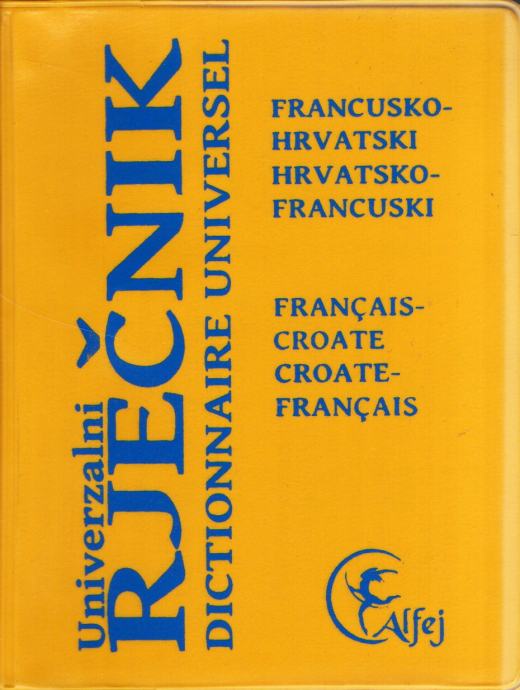 Univerzalni
RJEČNIK
DICTIONNAIRE UNIVERSEL
FRANCUSKO-
HRVATSKI
HRVATSKO-
FRANCUSKI
FRANÇAIS-
CROATE
CROATE-
FRANÇAIS
Alfej